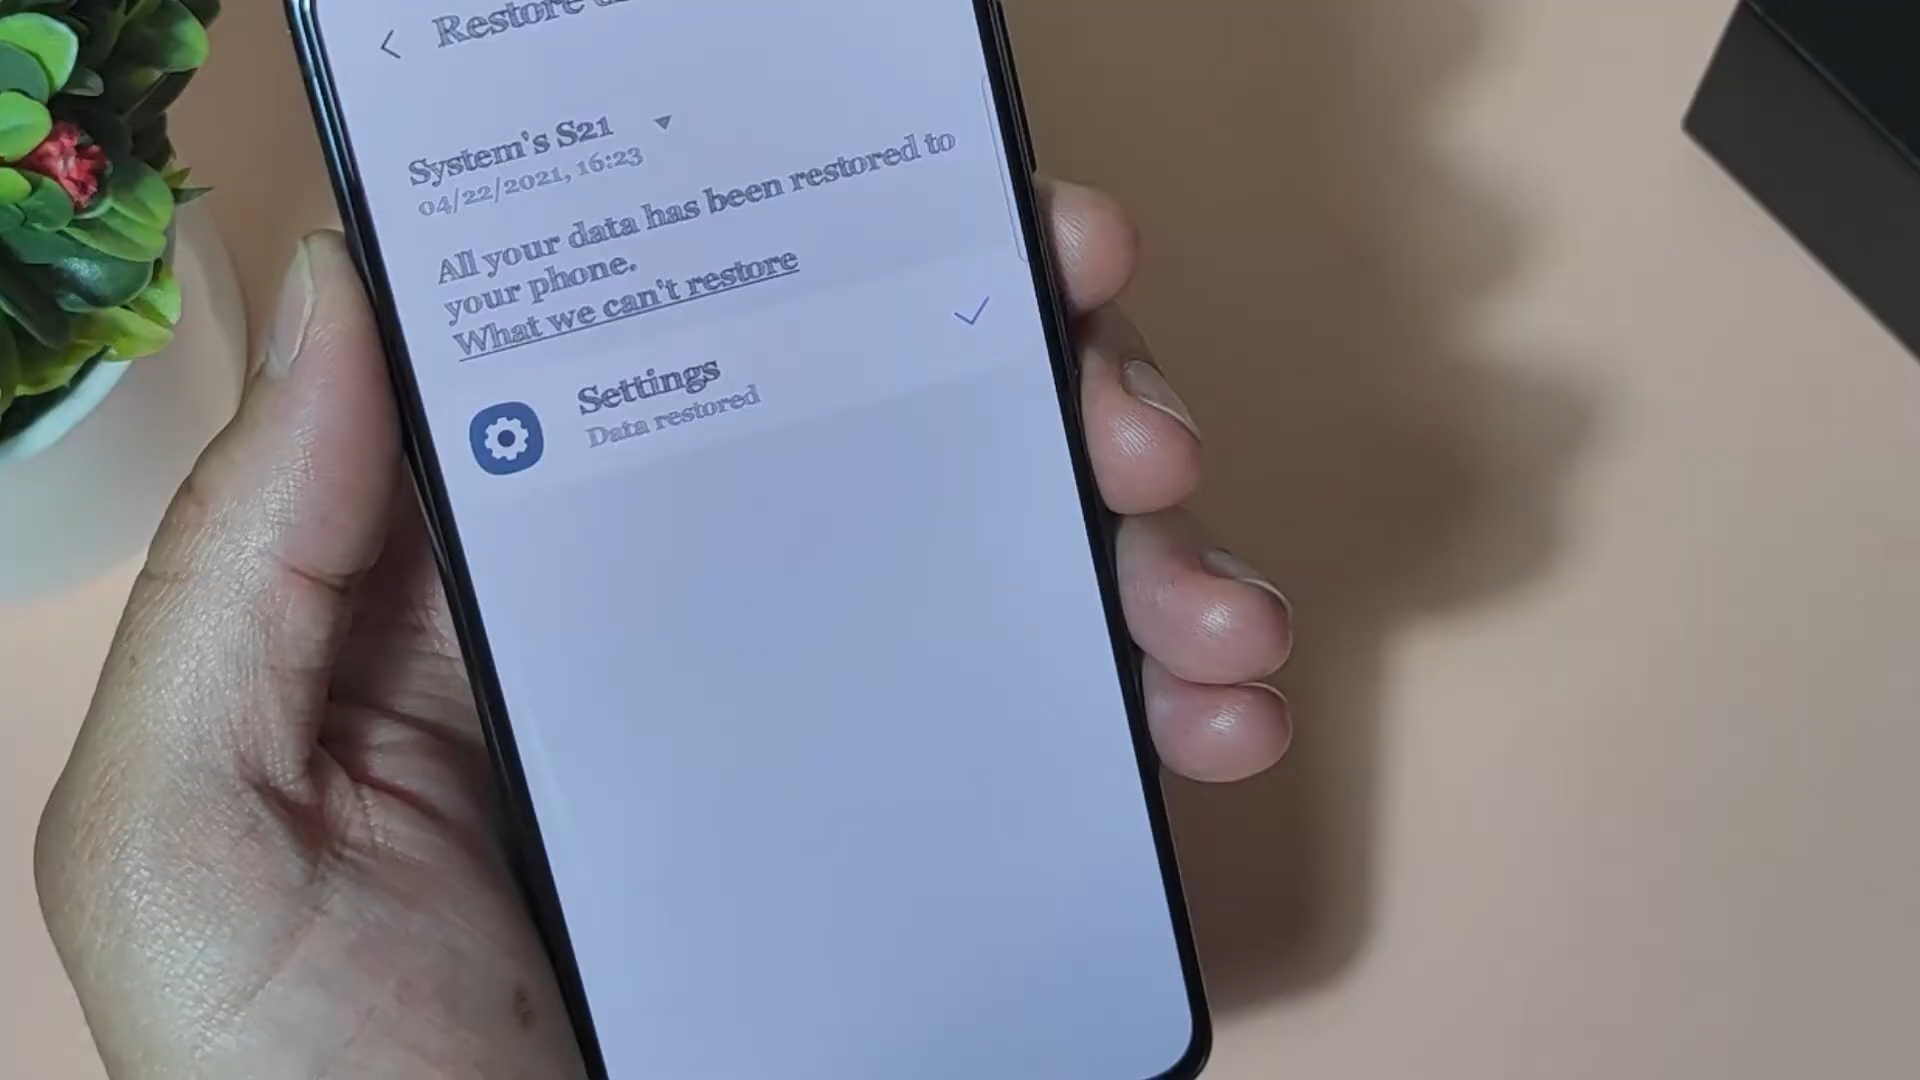 Restore
System's S21
04/22/2021, 16:23
All your data has been restored to
your phone.
What we can't restore
Settings
Data restored